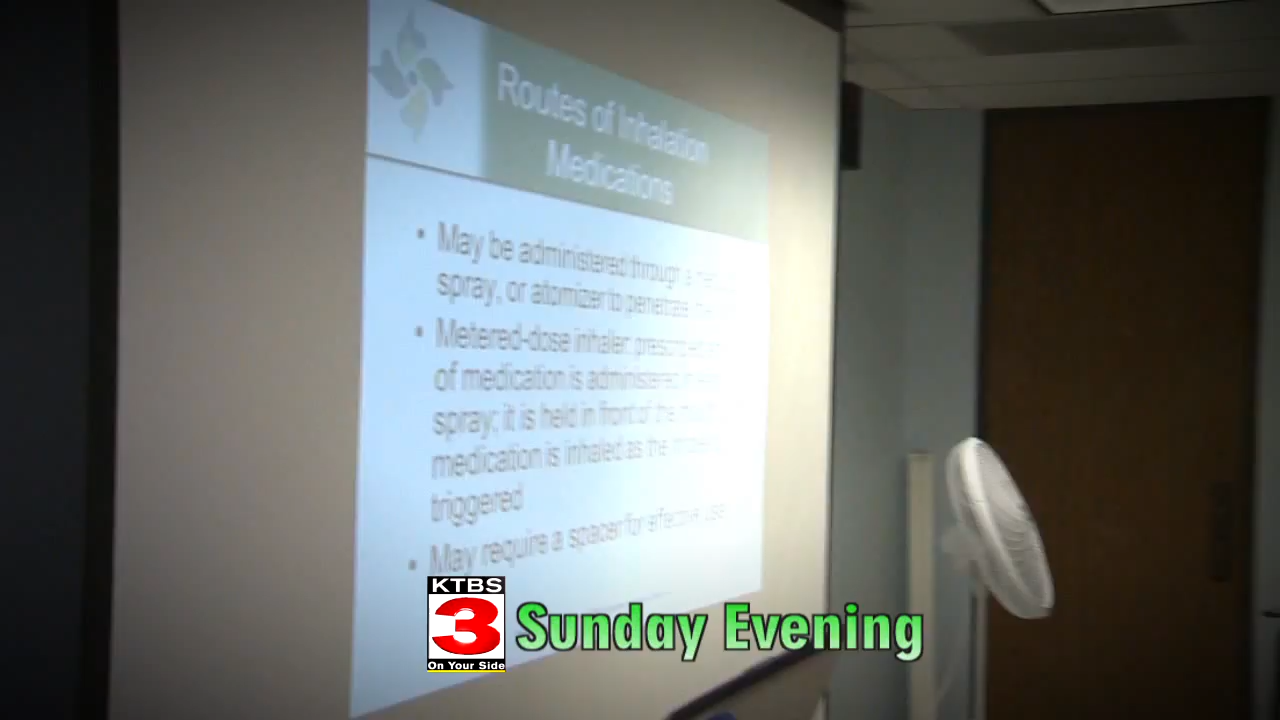 Routes of Inhalation
Medications
• May be administered through a
spray, or atomizer to penetrate
• Metered-dose inhaler:
of medication is administered
spray; it is held in front of the
medication is inhaled as the
triggered
• May require a spacer for effective use
KTBS
3
On Your Side
Sunday Evening